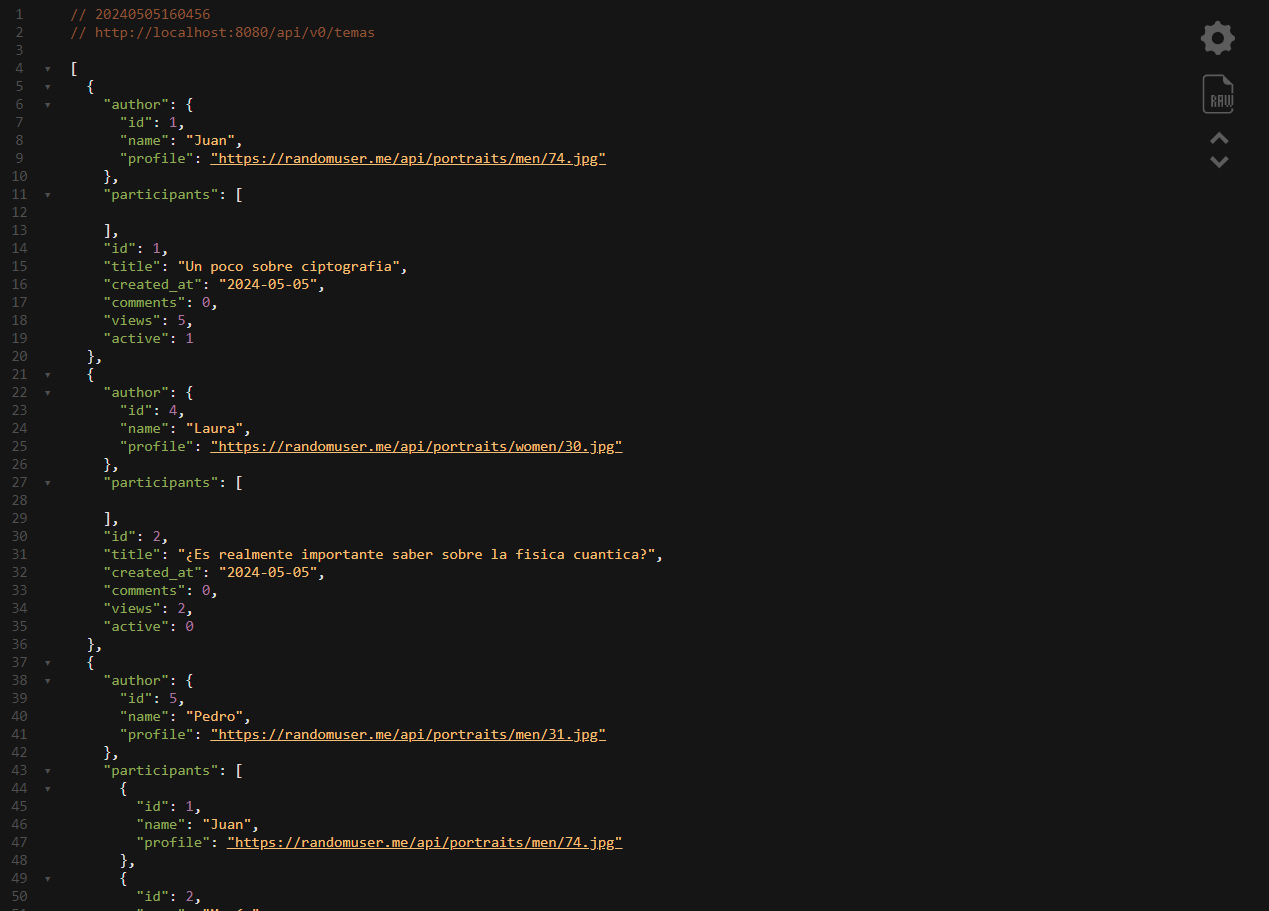 1 // 20240505160456
2 // http://localhost:8080/api/v0/temas
3
4 [
5 {
6 "author": {
7 "id": 1,
8 "name": "Juan",
9 "profile": "https://randomuser.me/api/portraits/men/74.jpg"
10 },
11 "participants": [
12
13 ],
14 "id": 1,
15 "title": "Un poco sobre ciptografia",
16 "created_at": "2024-05-05",
17 "comments": 0,
18 "views": 5,
19 "active": 1
20 },
21 {
22 "author": {
23 "id": 4,
24 "name": "Laura",
25 "profile": "https://randomuser.me/api/portraits/women/30.jpg"
26 },
27 "participants": [
28
29 ],
30 "id": 2,
31 "title": "¿Es realmente importante saber sobre la fisica cuantica?",
32 "created_at": "2024-05-05",
33 "comments": 0,
34 "views": 2,
35 "active": 0
36 },
37 {
38 "author": {
39 "id": 5,
40 "name": "Pedro",
41 "profile": "https://randomuser.me/api/portraits/men/31.jpg"
42 },
43 "participants": [
44 {
45 "id": 1,
46 "name": "Juan",
47 "profile": "https://randomuser.me/api/portraits/men/74.jpg"
48 },
49 {
50 "id": 2,
RAW